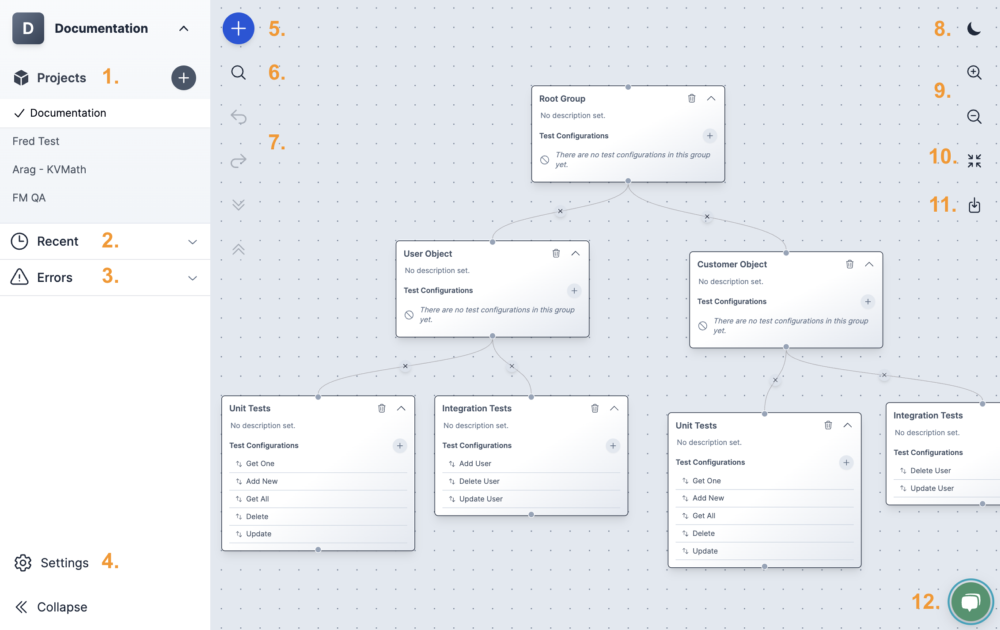 D Documentation
Projects 1.
Documentation
Fred Test
Arag - KVMath
FM QA
Recent 2.
Errors 3.
Settings 4.
Collapse
5.
6.
7.
8.
9.
10.
11.
12.
Root Group
No description set.
Test Configurations
There are no test configurations in this group
yet.
User Object
No description set.
Test Configurations
There are no test configurations in this group
yet.
Customer Object
No description set.
Test Configurations
There are no test configurations in this group
yet.
Unit Tests
No description set.
Test Configurations
Get One
Add New
Get All
Delete
Update
Integration Tests
No description set.
Test Configurations
Add User
Delete User
Update User
Unit Tests
No description set.
Test Configurations
Get One
Add New
Get All
Delete
Update
Integration Tests
No description set.
Test Configurations
Delete User
Update User